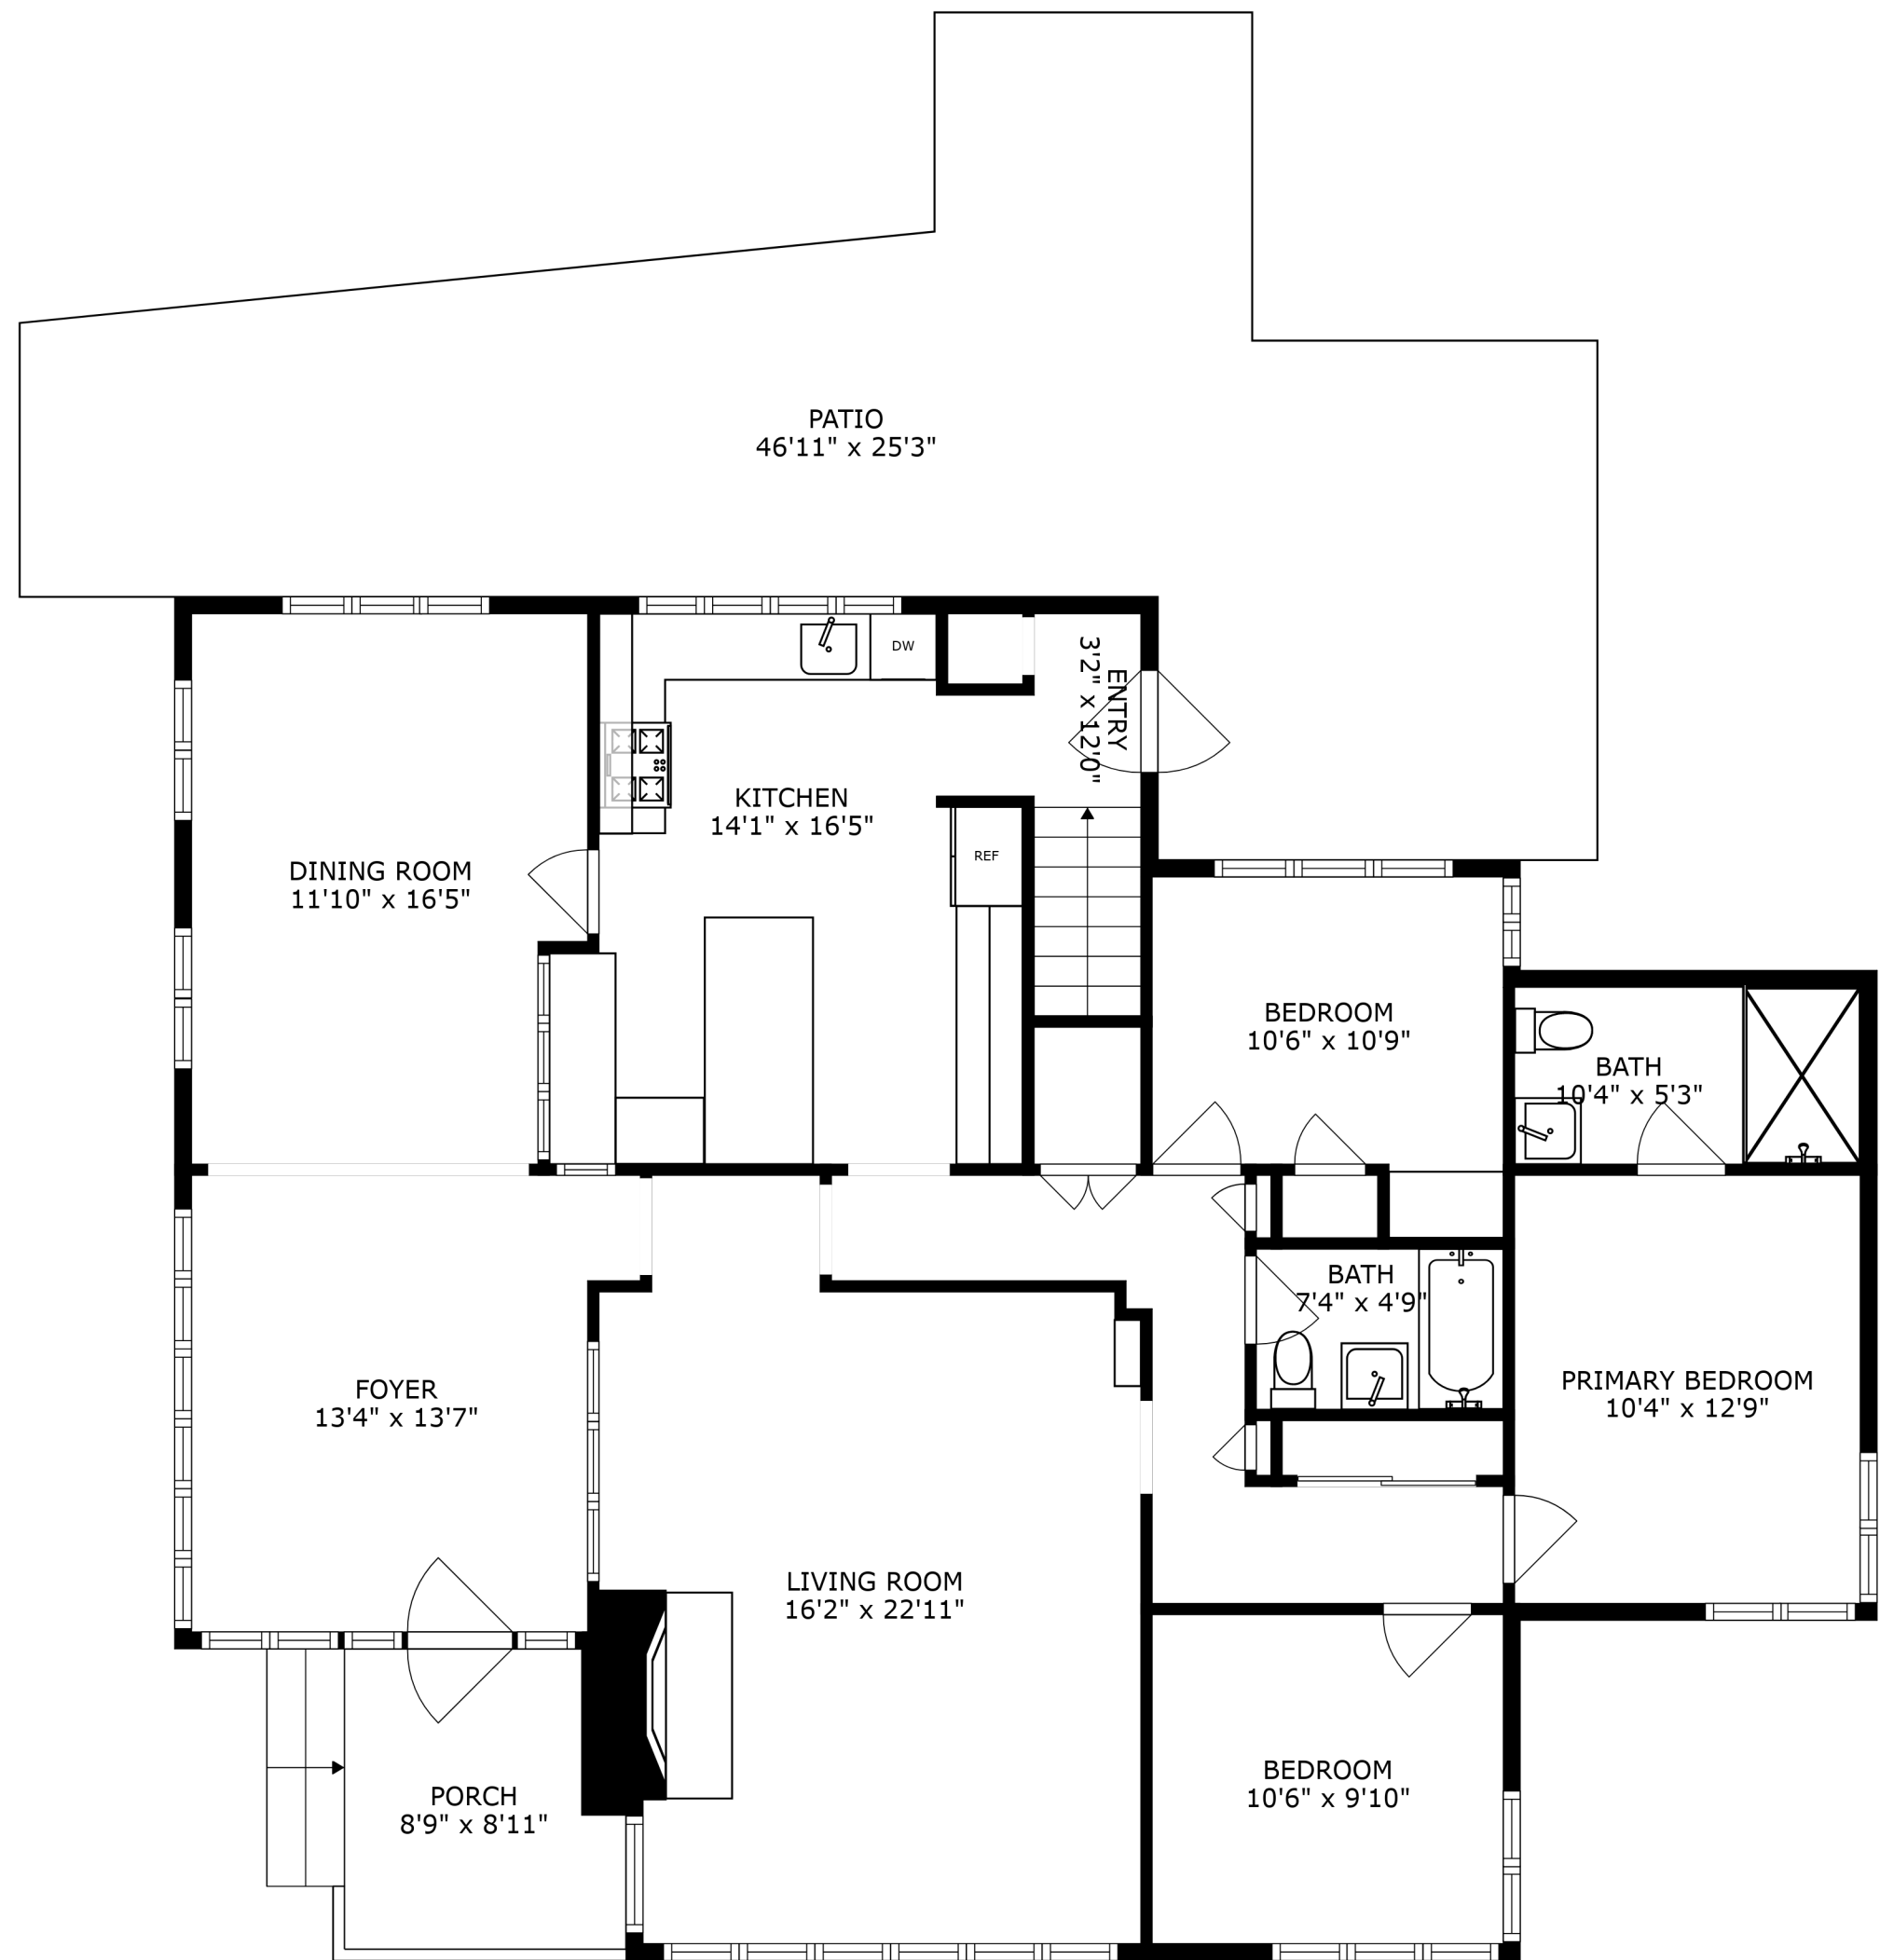 PATIO
46'11" x 25'3"
DW
ENTRY
3'2" x 12'0"
KITCHEN
14'1" x 16'5"
REF
DINING ROOM
11'10" x 16'5"
BEDROOM
10'6" x 10'9"
BATH
10'4" x 5'3"
BATH
7'4" x 4'9"
FOYER
13'4" x 13'7"
PRIMARY BEDROOM
10'4" x 12'9"
LIVING ROOM
16'2" x 22'11"
PORCH
8'9" x 8'11"
BEDROOM
10'6" x 9'10"